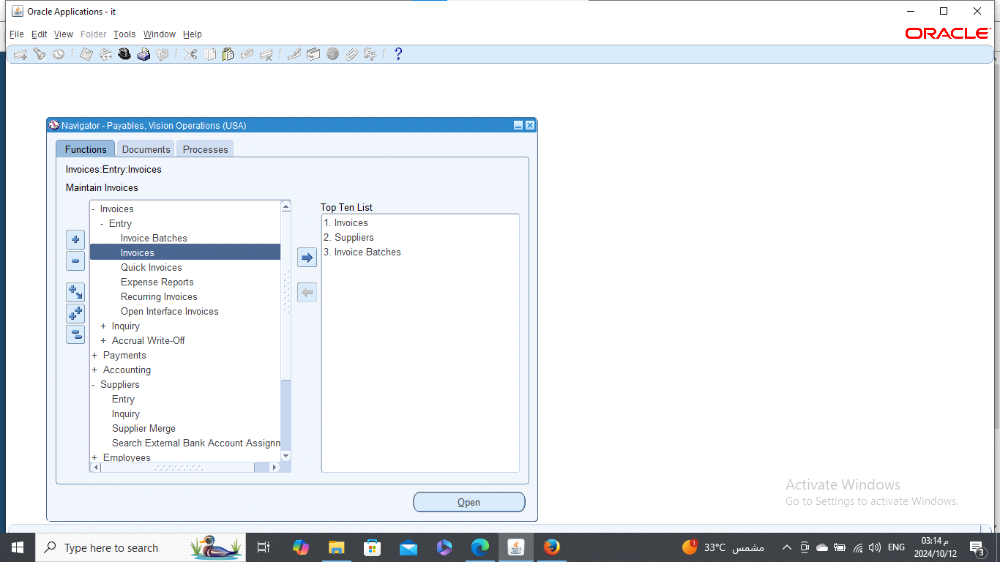 Oracle Applications - it
File Edit View Folder Tools Window Help
ORACLE
?
Navigator - Payables, Vision Operations (USA)
Functions Documents Processes
Invoices:Entry:Invoices
Maintain Invoices
- Invoices
- Entry
Invoice Batches
Invoices
Quick Invoices
Expense Reports
Recurring Invoices
Open Interface Invoices
+ Inquiry
+ Accrual Write-Off
+ Payments
+ Accounting
- Suppliers
Entry
Inquiry
Supplier Merge
Search External Bank Account Assignm
+ Employees
Top Ten List
1. Invoices
2. Suppliers
3. Invoice Batches
Open
Activate Windows
Go to Settings to activate Windows.
Type here to search
1
33°C مشمس
ENG
03:14 م
2024/10/12
3